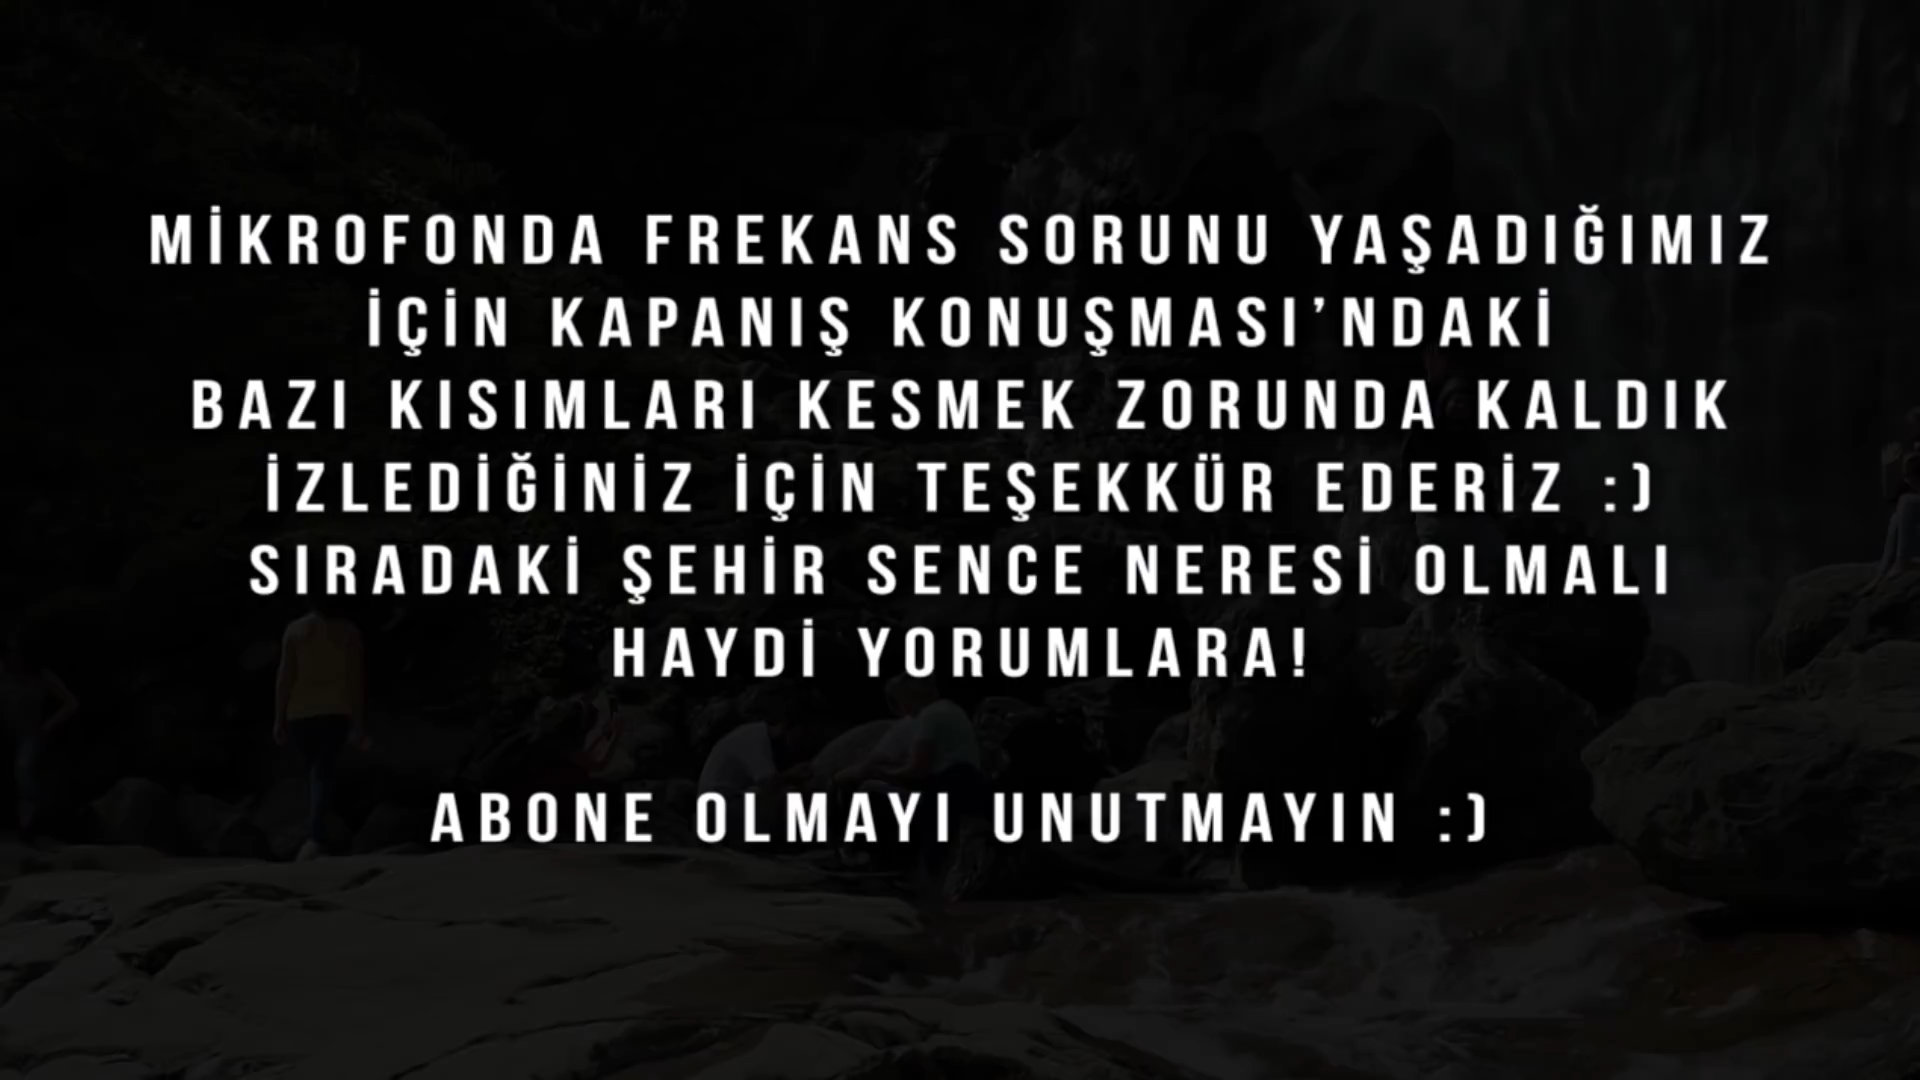 MİKROFONDA FREKANS SORUNU YAŞADIĞIMIZ
İÇİN KAPANIŞ KONUŞMASI’NDAKİ
BAZI KISIMLARI KESMEK ZORUNDA KALDIK
İZLEDİĞİNİZ İÇİN TEŞEKKÜR EDERİZ :)
SIRADAKİ ŞEHİR SENCE NERESİ OLMALI
HAYDİ YORUMLARA!
ABONE OLMAYI UNUTMAYIN :)